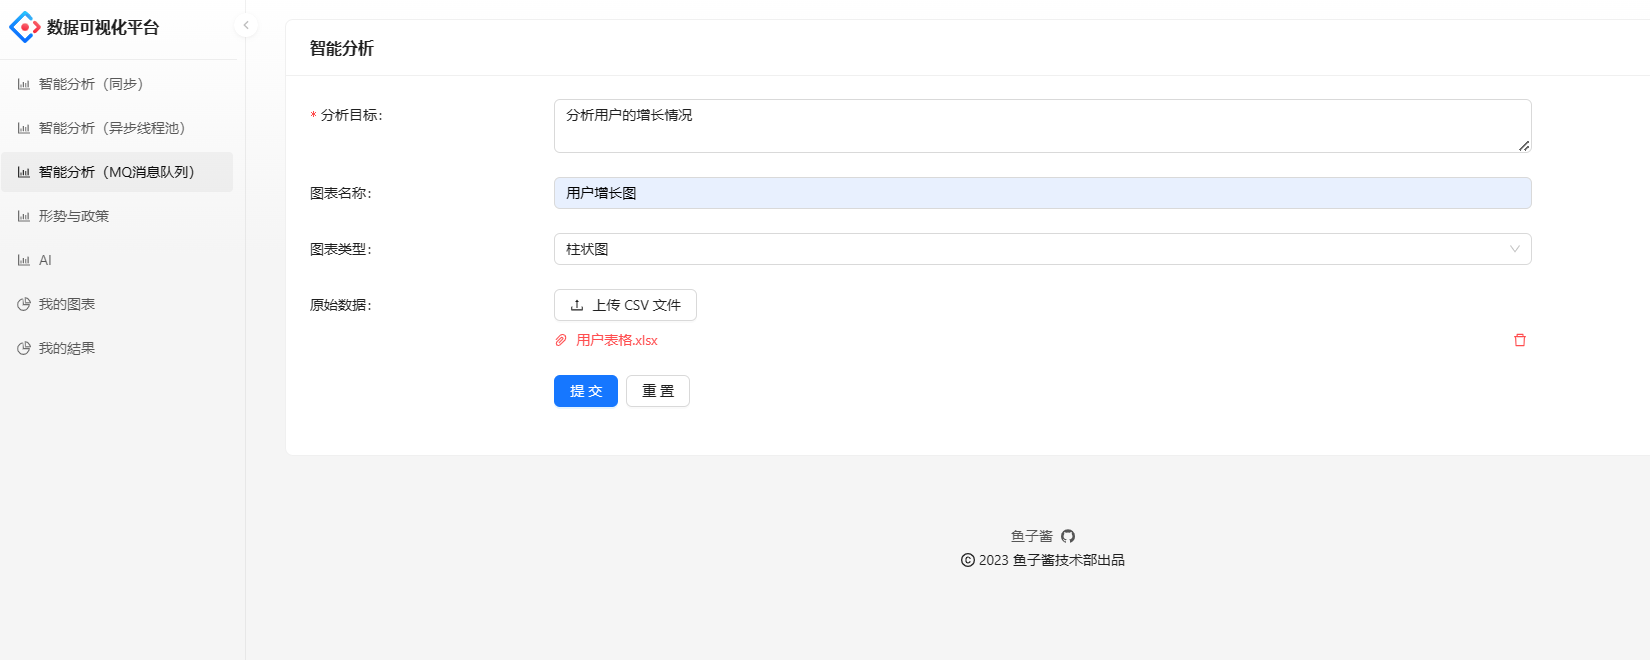 数据可视化平台
智能分析（同步）
智能分析（异步线程池）
智能分析（MQ消息队列）
形势与政策
AI
我的图表
我的結果
智能分析
* 分析目标:
分析用户的增长情况
图表名称:
用户增长图
图表类型:
柱状图
原始数据:
上传 CSV 文件
用户表格.xlsx
提 交
重 置
鱼子酱
© 2023 鱼子酱技术部出品